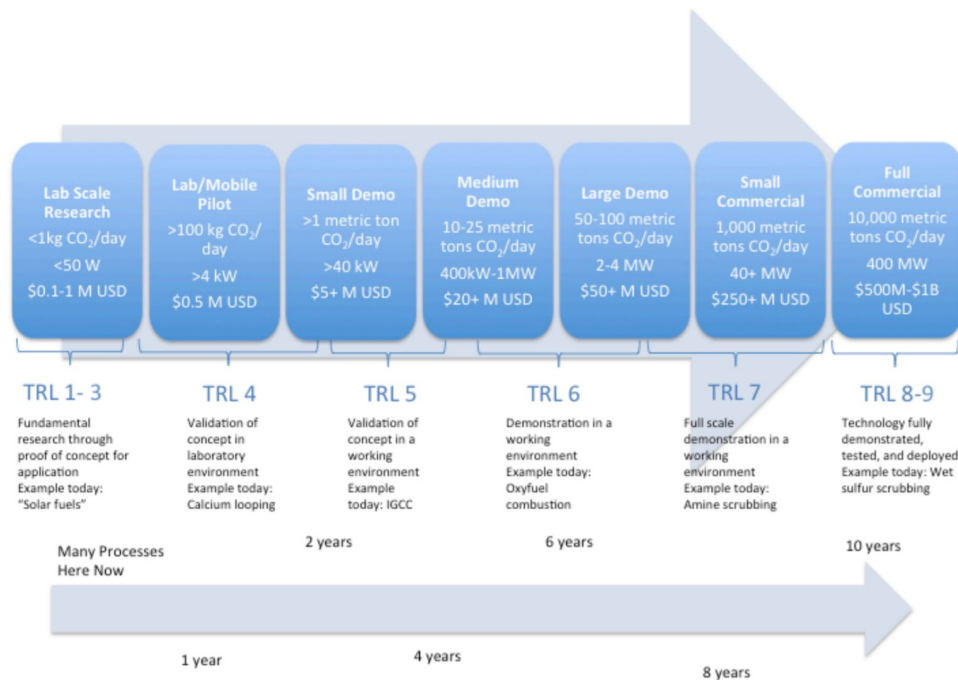 Lab Scale
Research
<1kg CO₂/day
<50 W
$0.1-1 M USD
Lab/Mobile
Pilot
>100 kg CO₂/
day
>4 kW
$0.5 M USD
Small Demo
>1 metric ton
CO₂/day
>40 kW
$5+ M USD
Medium
Demo
10-25 metric
tons CO₂/day
400kW-1MW
$20+ M USD
Large Demo
50-100 metric
tons CO₂/day
2-4 MW
$50+ M USD
Small
Commercial
1,000 metric
tons CO₂/day
40+ MW
$250+ M USD
Full
Commercial
10,000 metric
tons CO₂/day
400 MW
$500M-$1B
USD
TRL 1- 3
Fundamental
research through
proof of concept for
application
Example today:
“Solar fuels”
TRL 4
Validation of
concept in
laboratory
environment
Example today:
Calcium looping
TRL 5
Validation of
concept in a
working
environment
Example
today: IGCC
TRL 6
Demonstration in a
working
environment
Example today:
Oxyfuel
combustion
TRL 7
Full scale
demonstration in a
working
environment
Example today:
Amine scrubbing
TRL 8-9
Technology fully
demonstrated,
tested, and deployed
Example today: Wet
sulfur scrubbing
2 years
6 years
10 years
Many Processes
Here Now
1 year
4 years
8 years